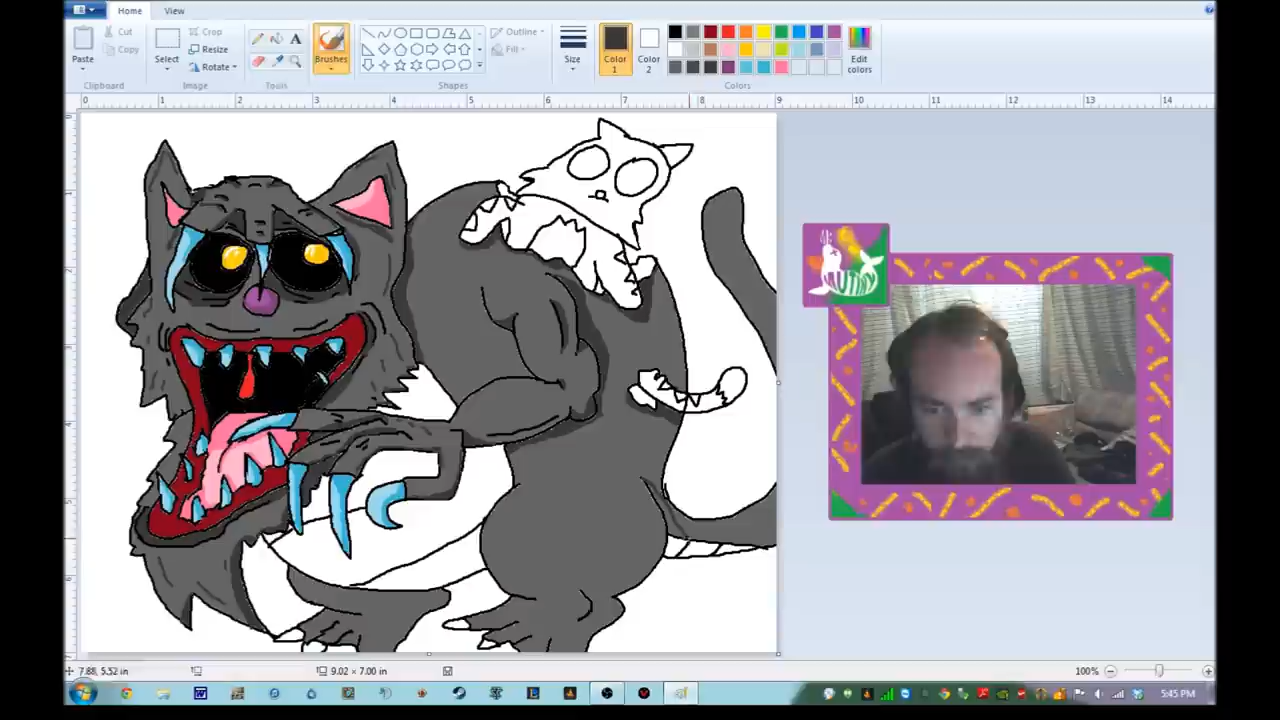 Home View
Paste
Cut
Copy
Clipboard
Select
Crop
Resize
Rotate
Image
A
Tools
Brushes
Outline
Fill
Shapes
Size
Color 1
Color 2
Edit colors
Colors
0 1 2 3 4 5 6 7 8 9 10 11 12 13 14
MUTINY
7.88, 5.52 in
9.02 × 7.00 in
100%
W
5:45 PM